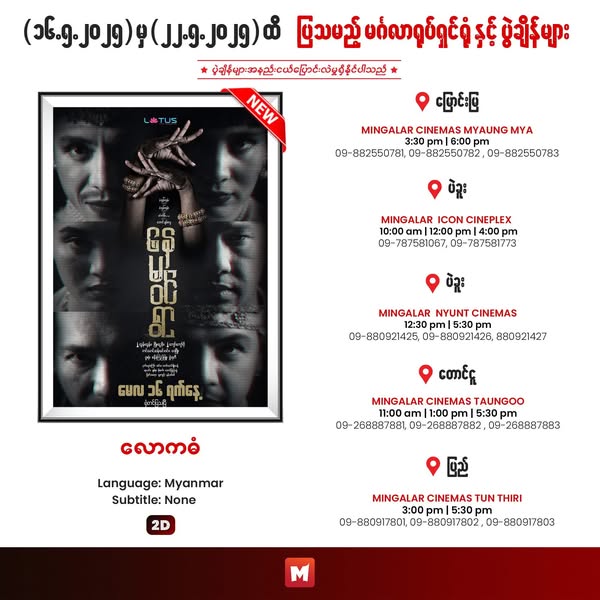 (၁၆.၅.၂၀၂၅) မှ (၂၂.၅.၂၀၂၅) ထိ ပြသမည့် မင်္ဂလာရုပ်ရှင်ရုံ နှင့် ပွဲချိန်များ
★ ပွဲချိန်များအနည်းငယ်ပြောင်းလဲမှုရှိနိုင်ပါသည် ★
NEW
LOTUS
မေလ ၁၆ ရက်နေ့
ရုံတင်ပြသမည်
လောကဓံ
Language: Myanmar
Subtitle: None
2D
မြောင်းမြ
MINGALAR CINEMAS MYAUNG MYA
3:30 pm | 6:00 pm
09-882550781, 09-882550782 , 09-882550783
ပဲခူး
MINGALAR ICON CINEPLEX
10:00 am | 12:00 pm | 4:00 pm
09-787581067, 09-787581773
ပဲခူး
MINGALAR NYUNT CINEMAS
12:30 pm | 5:30 pm
09-880921425, 09-880921426, 880921427
တောင်ငူ
MINGALAR CINEMAS TAUNGOO
11:00 am | 1:00 pm | 5:30 pm
09-268887881, 09-268887882 , 09-268887883
ပြည်
MINGALAR CINEMAS TUN THIRI
3:00 pm | 5:30 pm
09-880917801, 09-880917802 , 09-880917803
M